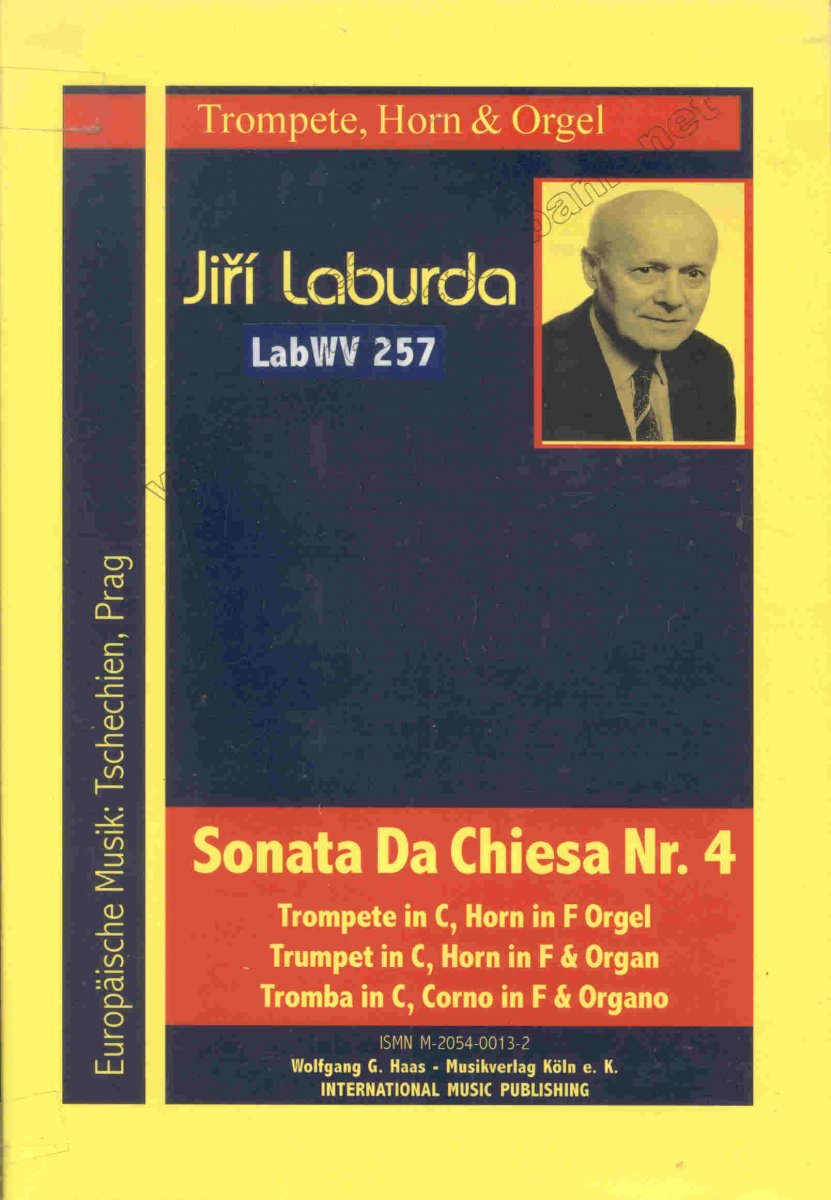 Trompete, Horn & Orgel
Jiří Laburda
LabWV 257
Europäische Musik: Tschechien, Prag
Sonata Da Chiesa Nr. 4
Trompete in C, Horn in F Orgel
Trumpet in C, Horn in F & Organ
Tromba in C, Corno in F & Organo
ISMN M-2054-0013-2
Wolfgang G. Haas - Musikverlag Köln e. K.
INTERNATIONAL MUSIC PUBLISHING